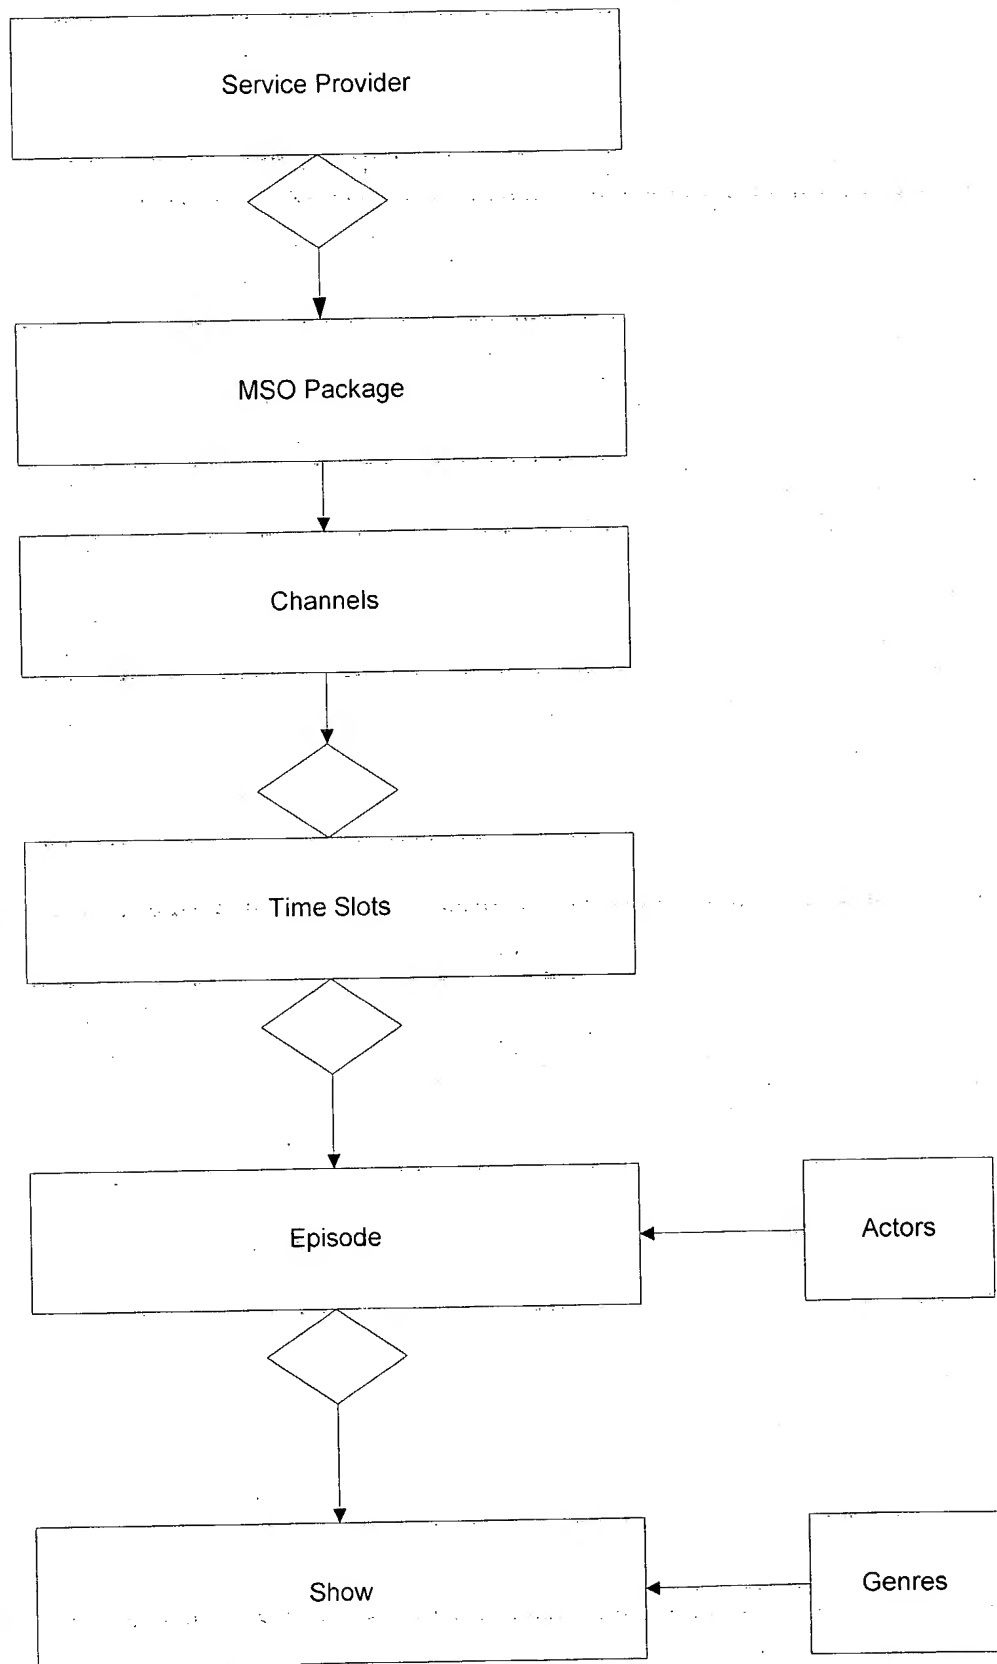 Service Provider
MSO Package
Channels
Time Slots
Episode
Actors
Show
Genres